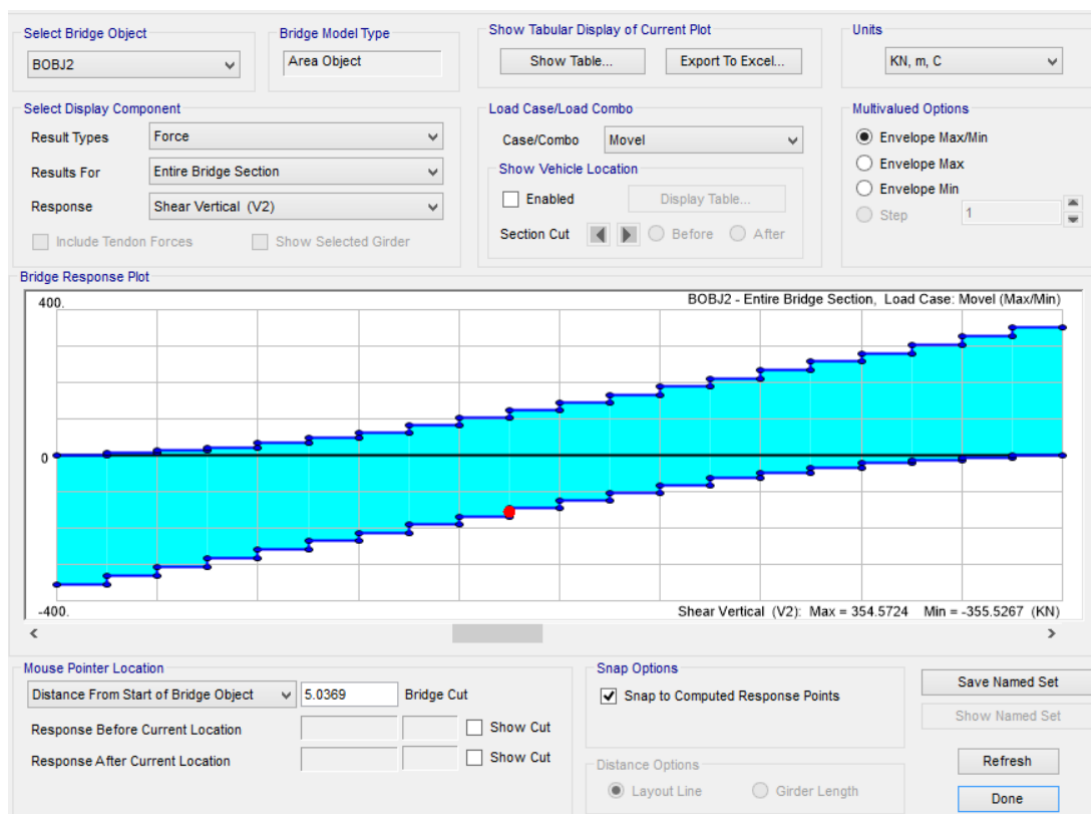 Select Bridge Object
BOBJ2
Bridge Model Type
Area Object
Show Tabular Display of Current Plot
Show Table...
Export To Excel...
Units
KN, m, C
Select Display Component
Result Types
Force
Results For
Entire Bridge Section
Response
Shear Vertical (V2)
Include Tendon Forces
Show Selected Girder
Load Case/Load Combo
Case/Combo
Movel
Show Vehicle Location
Enabled
Display Table...
Section Cut
Before
After
Multivalued Options
Envelope Max/Min
Envelope Max
Envelope Min
Step
1
Bridge Response Plot
400.
BOBJ2 - Entire Bridge Section, Load Case: Movel (Max/Min)
0
-400.
Shear Vertical (V2): Max = 354.5724 Min = -355.5267 (KN)
Mouse Pointer Location
Distance From Start of Bridge Object
5.0369
Bridge Cut
Response Before Current Location
Show Cut
Response After Current Location
Show Cut
Snap Options
Snap to Computed Response Points
Distance Options
Layout Line
Girder Length
Save Named Set
Show Named Set
Refresh
Done